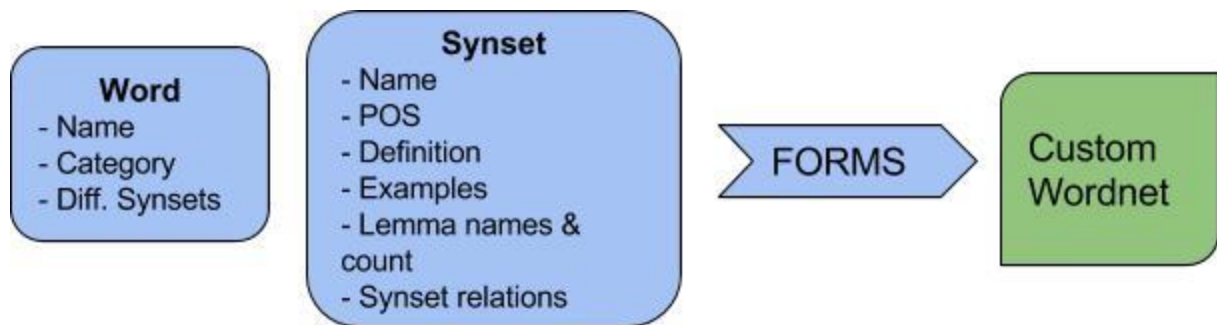 Word
- Name
- Category
- Diff. Synsets
Synset
- Name
- POS
- Definition
- Examples
- Lemma names &
count
- Synset relations
FORMS
Custom
Wordnet